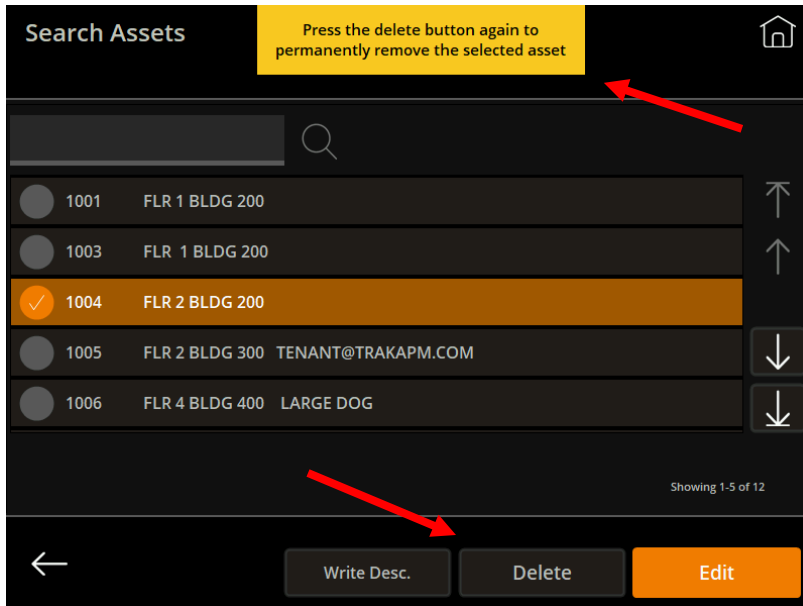 Search Assets
Press the delete button again to
permanently remove the selected asset
1001 FLR 1 BLDG 200
1003 FLR 1 BLDG 200
1004 FLR 2 BLDG 200
1005 FLR 2 BLDG 300 TENANT@TRAKAPM.COM
1006 FLR 4 BLDG 400 LARGE DOG
Showing 1-5 of 12
Write Desc. Delete Edit